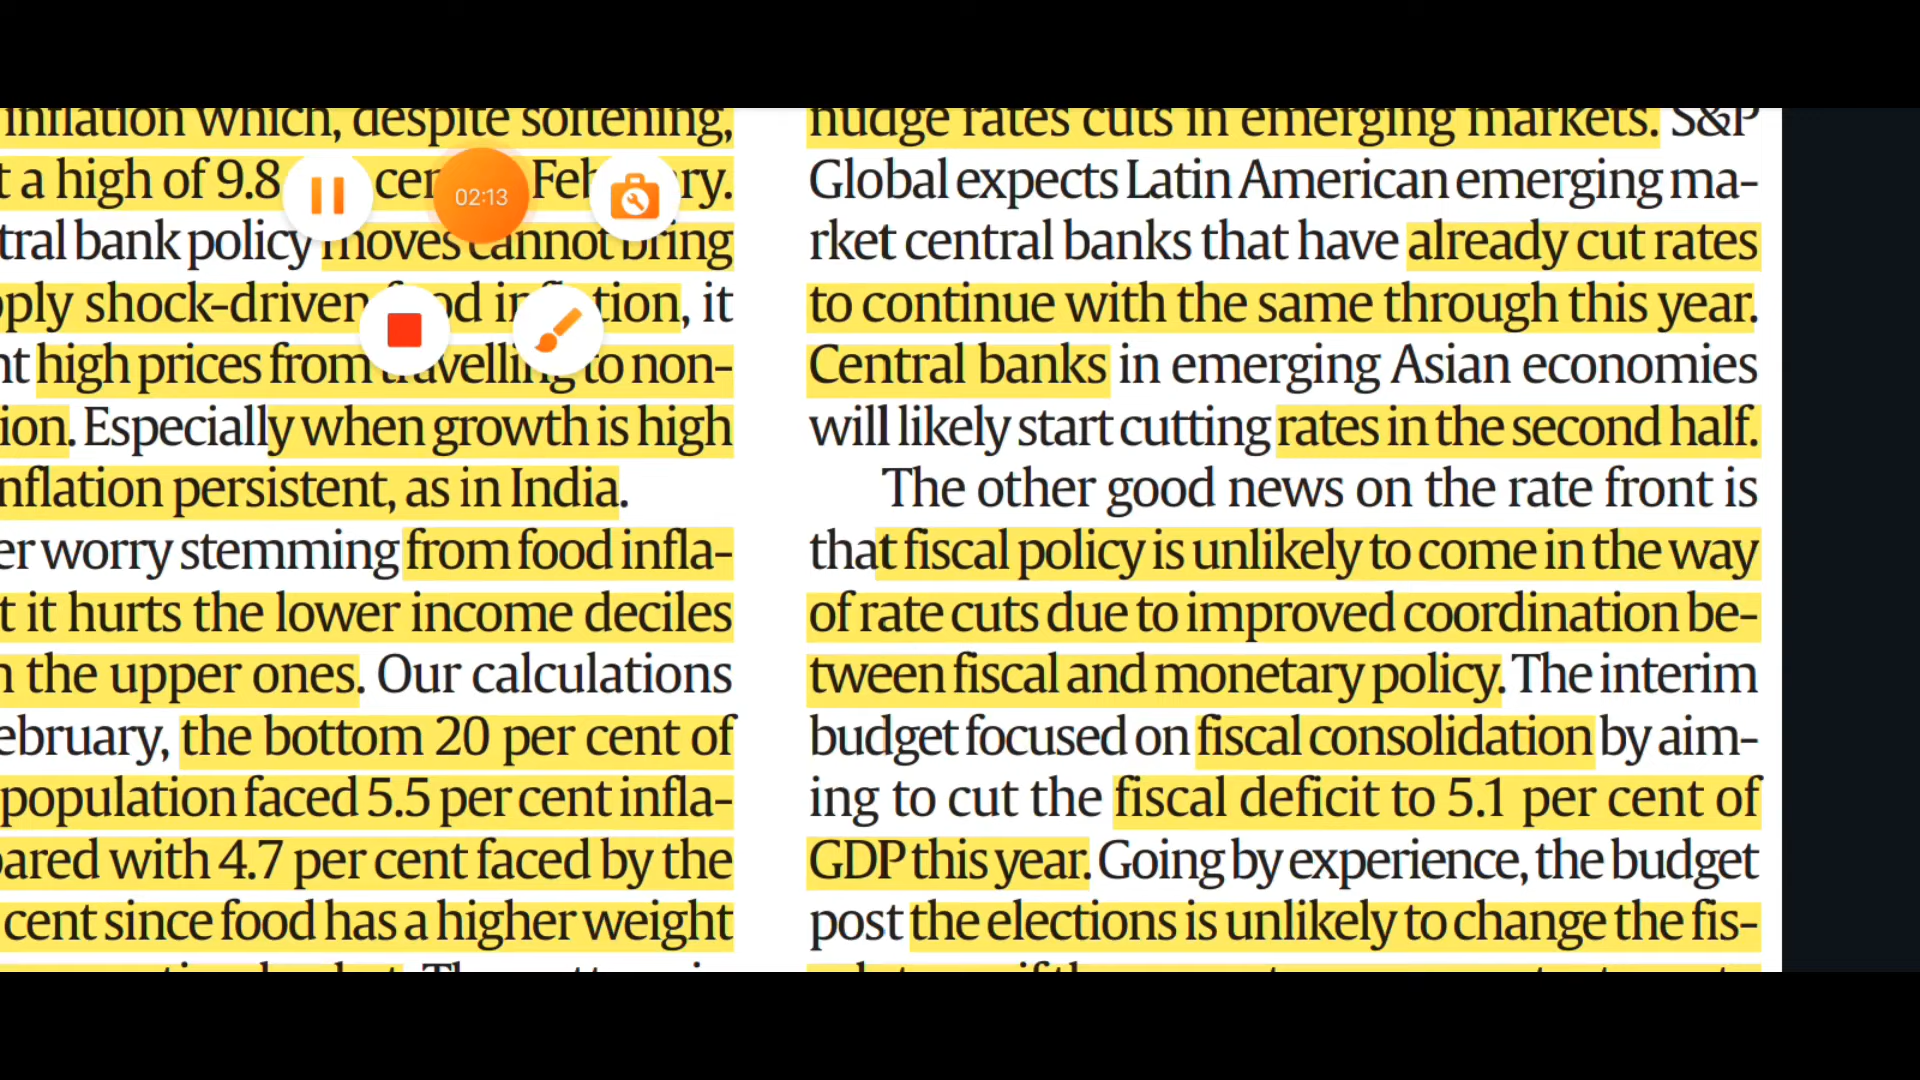 inflation which, despite softening,
t a high of 9.8 cen Feb ry.
tral bank policy moves cannot bring
pply shock-driven food inflation, it
nt high prices from travelling to non-
ion. Especially when growth is high
nflation persistent, as in India.
er worry stemming from food infla-
t it hurts the lower income deciles
n the upper ones. Our calculations
ebruary, the bottom 20 per cent of
population faced 5.5 per cent infla-
pared with 4.7 per cent faced by the
cent since food has a higher weight
02:13
nudge rates cuts in emerging markets. S&P
Global expects Latin American emerging ma-
rket central banks that have already cut rates
to continue with the same through this year.
Central banks in emerging Asian economies
will likely start cutting rates in the second half.
The other good news on the rate front is
that fiscal policy is unlikely to come in the way
of rate cuts due to improved coordination be-
tween fiscal and monetary policy. The interim
budget focused on fiscal consolidation by aim-
ing to cut the fiscal deficit to 5.1 per cent of
GDP this year. Going by experience, the budget
post the elections is unlikely to change the fis-